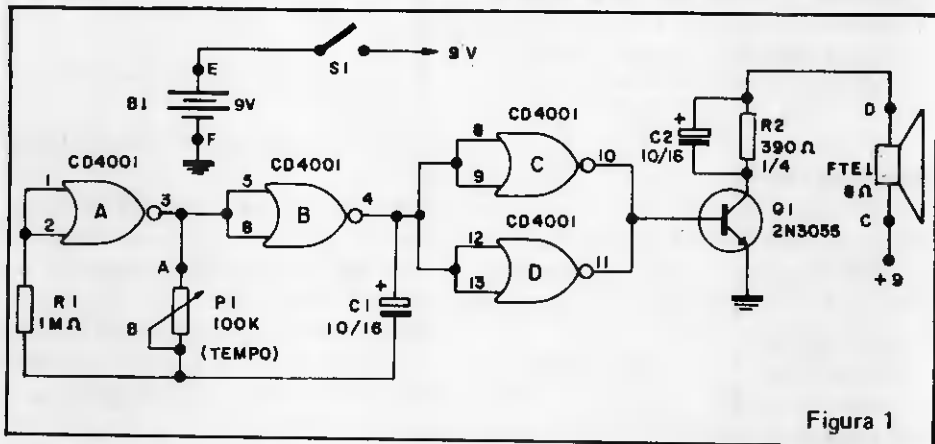 E
B1
9V
F
S1
9 V
CD4001
1
2
A
3
A
R1
1MΩ
B
P1
100K
(TEMPO)
CD4001
5
6
B
4
+
C1
10/16
CD4001
8
9
C
10
CD4001
12
13
D
11
+
C2
10/16
R2
390Ω
1/4
Q1
2N3055
D
FTE1
8Ω
C
+9
Figura 1